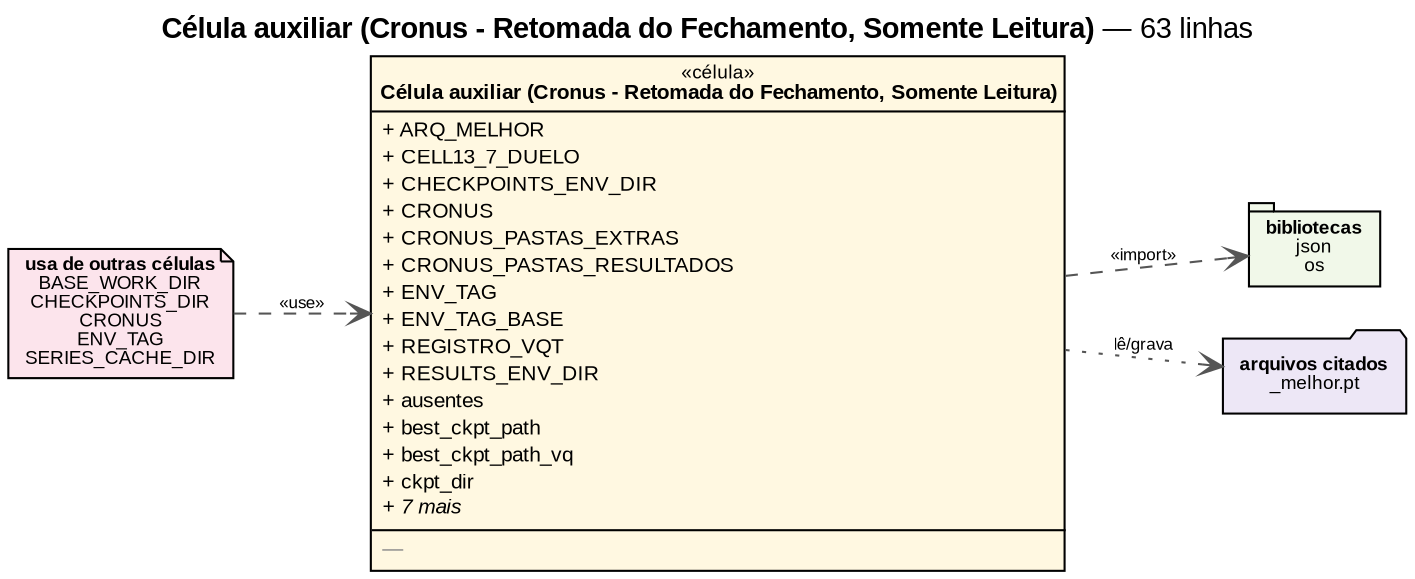 Célula auxiliar (Cronus - Retomada do Fechamento, Somente Leitura) — 63 linhas
«célula»
Célula auxiliar (Cronus - Retomada do Fechamento, Somente Leitura)
+ ARQ_MELHOR
+ CELL13_7_DUELO
+ CHECKPOINTS_ENV_DIR
+ CRONUS
+ CRONUS_PASTAS_EXTRAS
+ CRONUS_PASTAS_RESULTADOS
+ ENV_TAG
+ ENV_TAG_BASE
+ REGISTRO_VQT
+ RESULTS_ENV_DIR
+ ausentes
+ best_ckpt_path
+ best_ckpt_path_vq
+ ckpt_dir
+ 7 mais
—
usa de outras células
BASE_WORK_DIR
CHECKPOINTS_DIR
CRONUS
ENV_TAG
SERIES_CACHE_DIR
«use»
«import»
bibliotecas
json
os
lê/grava
arquivos citados
_melhor.pt